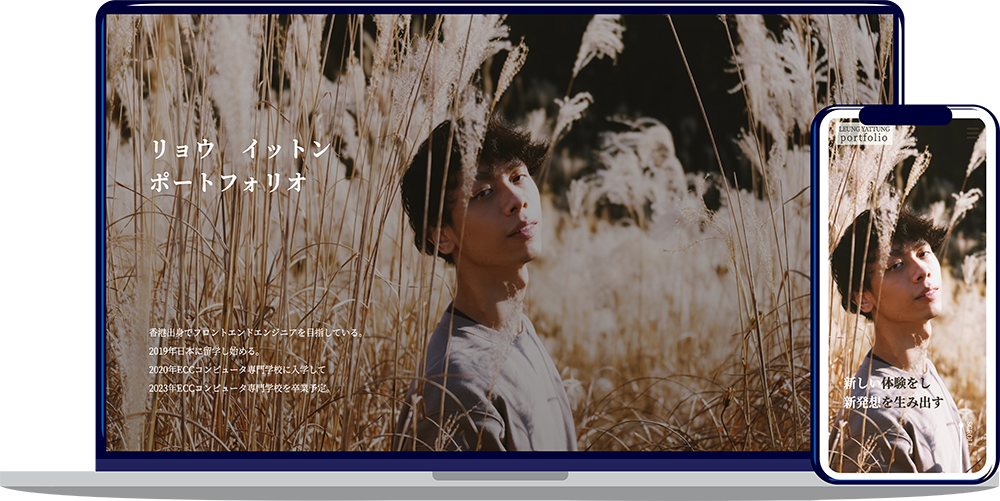 リョウ イットン
ポートフォリオ
香港出身でフロントエンドエンジニアを目指している。
2019年日本に留学し始める。
2020年ECCコンピュータ専門学校に入学して
2023年ECCコンピュータ専門学校を卒業予定。
LEUNG YATTUNG
portfolio
新しい体験をし
新発想を生み出す